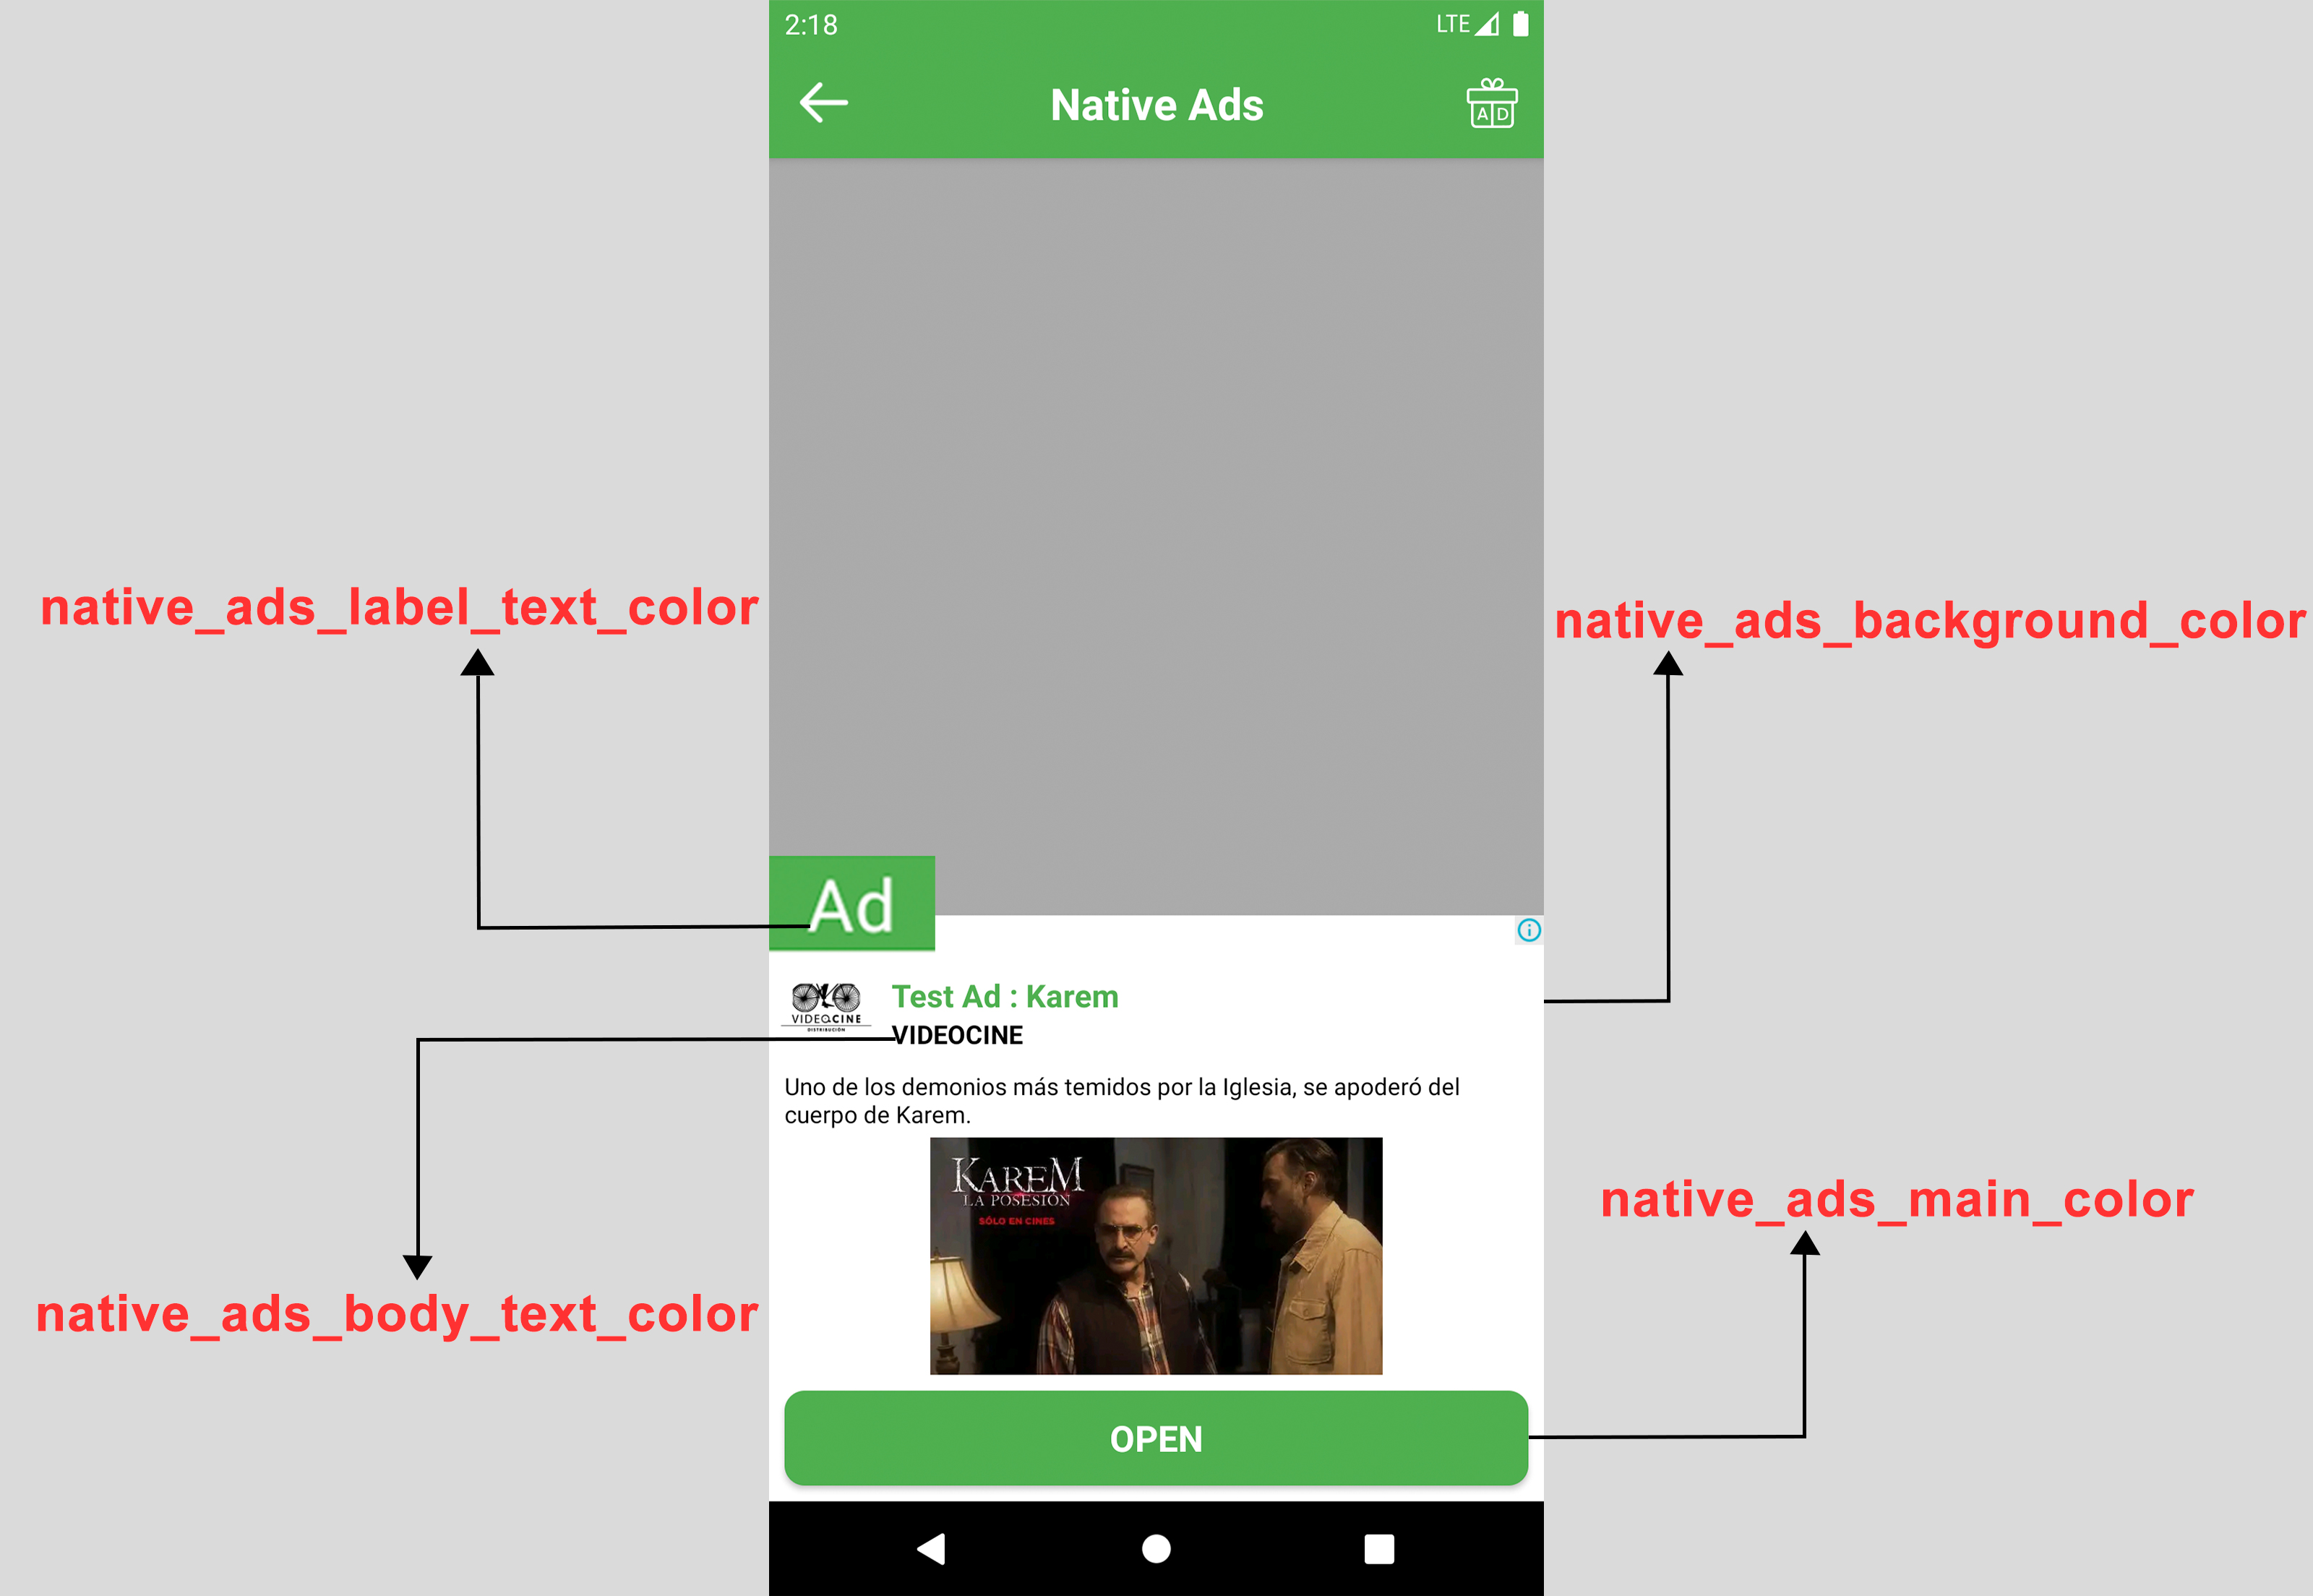 2:18
LTE
Native Ads
A D
native_ads_label_text_color
native_ads_background_color
Ad
Test Ad : Karem
VIDEOCINE
DISTRIBUCIÓN
VIDEOCINE
Uno de los demonios más temidos por la Iglesia, se apoderó del
cuerpo de Karem.
KAREM
LA POSESIÓN
SÓLO EN CINES
native_ads_main_color
native_ads_body_text_color
OPEN